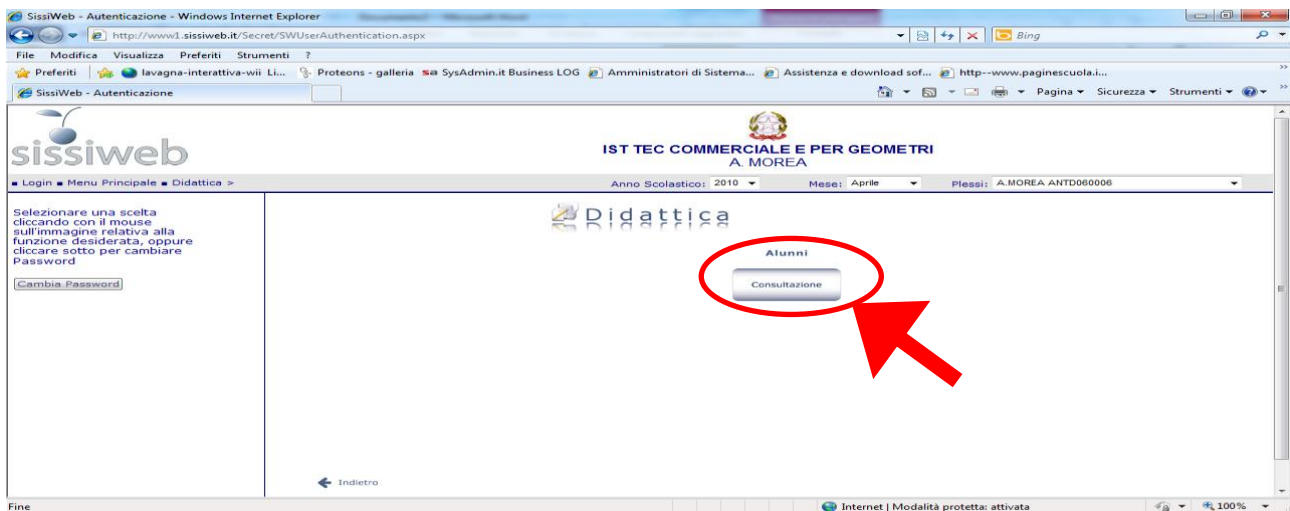 SissiWeb - Autenticazione - Windows Internet Explorer
http://www1.sissiweb.it/Secret/SWUserAuthentication.aspx
Bing
File Modifica Visualizza Preferiti Strumenti ?
Preferiti lavagna-interattiva-wii Li... Proteons - galleria sa SysAdmin.it Business LOG Amministratori di Sistema... Assistenza e download sof... http--www.paginescuola.i...
SissiWeb - Autenticazione
Pagina Sicurezza Strumenti
sissiweb
IST TEC COMMERCIALE E PER GEOMETRI
A. MOREA
Login Menu Principale Didattica >
Anno Scolastico: 2010 Mese: Aprile Plessi: A.MOREA ANTD060006
Selezionare una scelta
cliccando con il mouse
sull'immagine relativa alla
funzione desiderata, oppure
cliccare sotto per cambiare
Password
Cambia Password
Didattica
Alunni
Consultazione
Indietro
Fine
Internet | Modalità protetta: attivata
100%